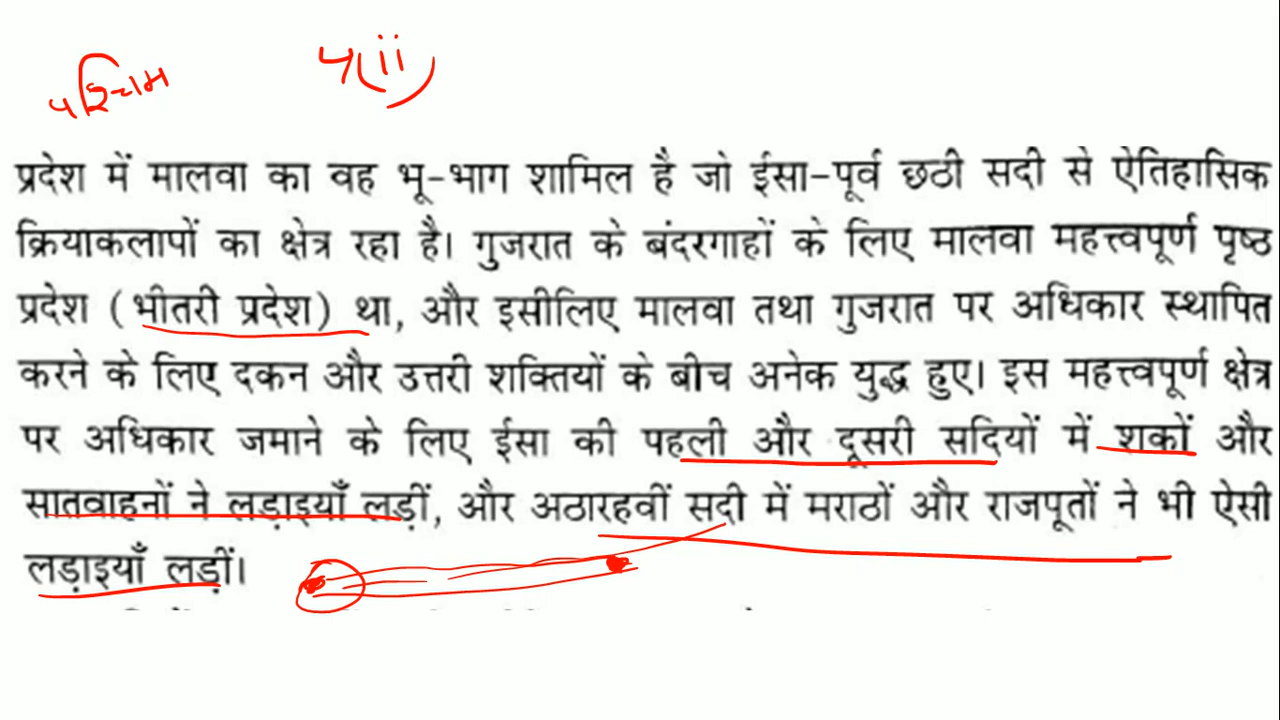 पश्चिम 4(ii)
प्रदेश में मालवा का वह भू-भाग शामिल है जो ईसा-पूर्व छठी सदी से ऐतिहासिक
क्रियाकलापों का क्षेत्र रहा है। गुजरात के बंदरगाहों के लिए मालवा महत्त्वपूर्ण पृष्ठ
प्रदेश (भीतरी प्रदेश) था, और इसीलिए मालवा तथा गुजरात पर अधिकार स्थापित
करने के लिए दकन और उत्तरी शक्तियों के बीच अनेक युद्ध हुए। इस महत्त्वपूर्ण क्षेत्र
पर अधिकार जमाने के लिए ईसा की पहली और दूसरी सदियों में शकों और
सातवाहनों ने लड़ाइयाँ लड़ीं, और अठारहवीं सदी में मराठों और राजपूतों ने भी ऐसी
लड़ाइयाँ लड़ीं।